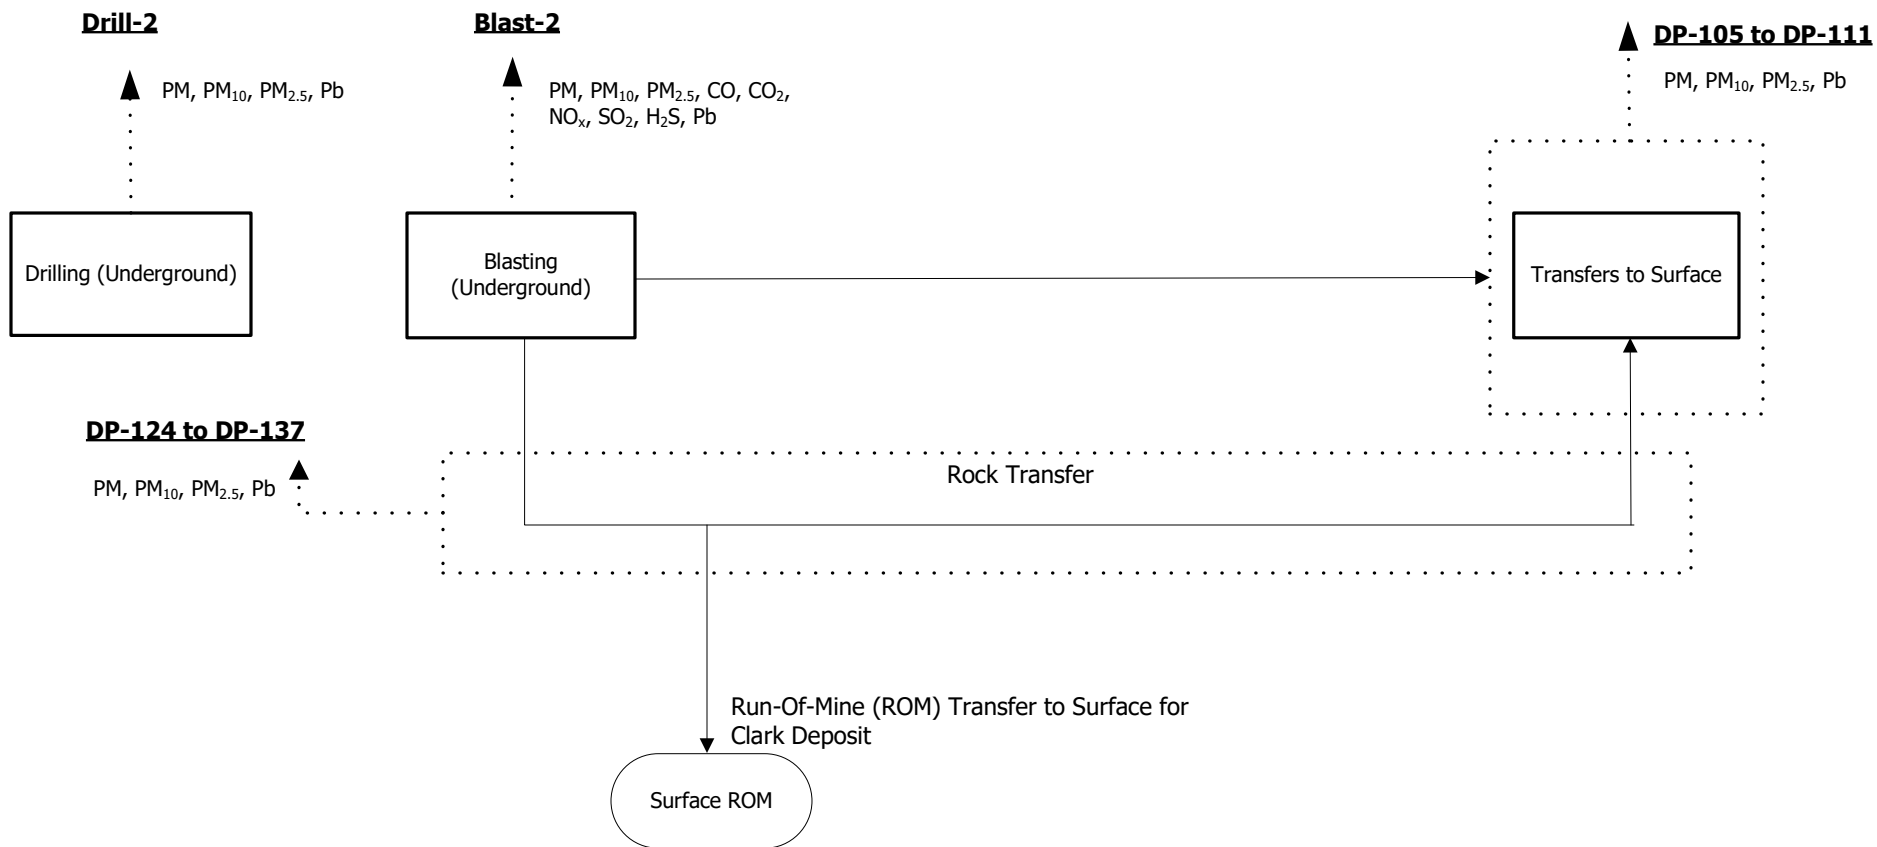 Drill-2
Blast-2
DP-105 to DP-111
PM, PM₁₀, PM₂.₅, Pb
PM, PM₁₀, PM₂.₅, CO, CO₂,
NOₓ, SO₂, H₂S, Pb
PM, PM₁₀, PM₂.₅, Pb
Drilling (Underground)
Blasting
(Underground)
Transfers to Surface
DP-124 to DP-137
PM, PM₁₀, PM₂.₅, Pb
Rock Transfer
Run-Of-Mine (ROM) Transfer to Surface for
Clark Deposit
Surface ROM